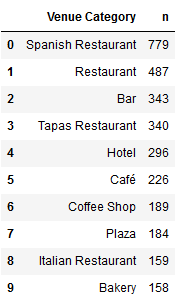 Venue Category n
0 Spanish Restaurant 779
1 Restaurant 487
2 Bar 343
3 Tapas Restaurant 340
4 Hotel 296
5 Café 226
6 Coffee Shop 189
7 Plaza 184
8 Italian Restaurant 159
9 Bakery 158